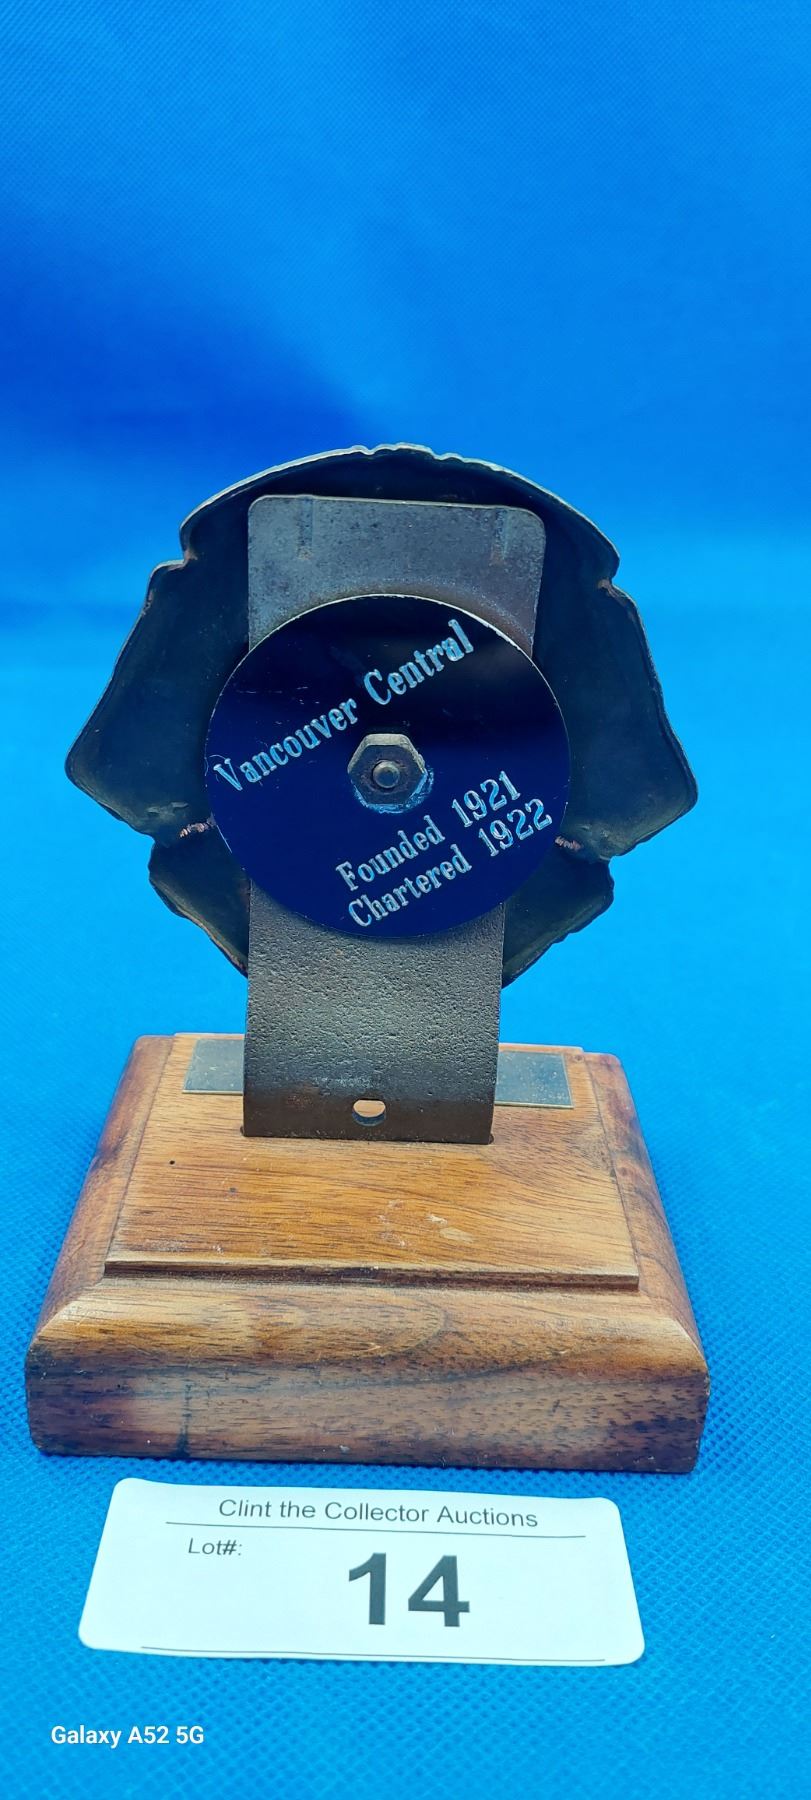 Vancouver Central
Founded 1921
Chartered 1922
Clint the Collector Auctions
Lot#:
14
Galaxy A52 5G